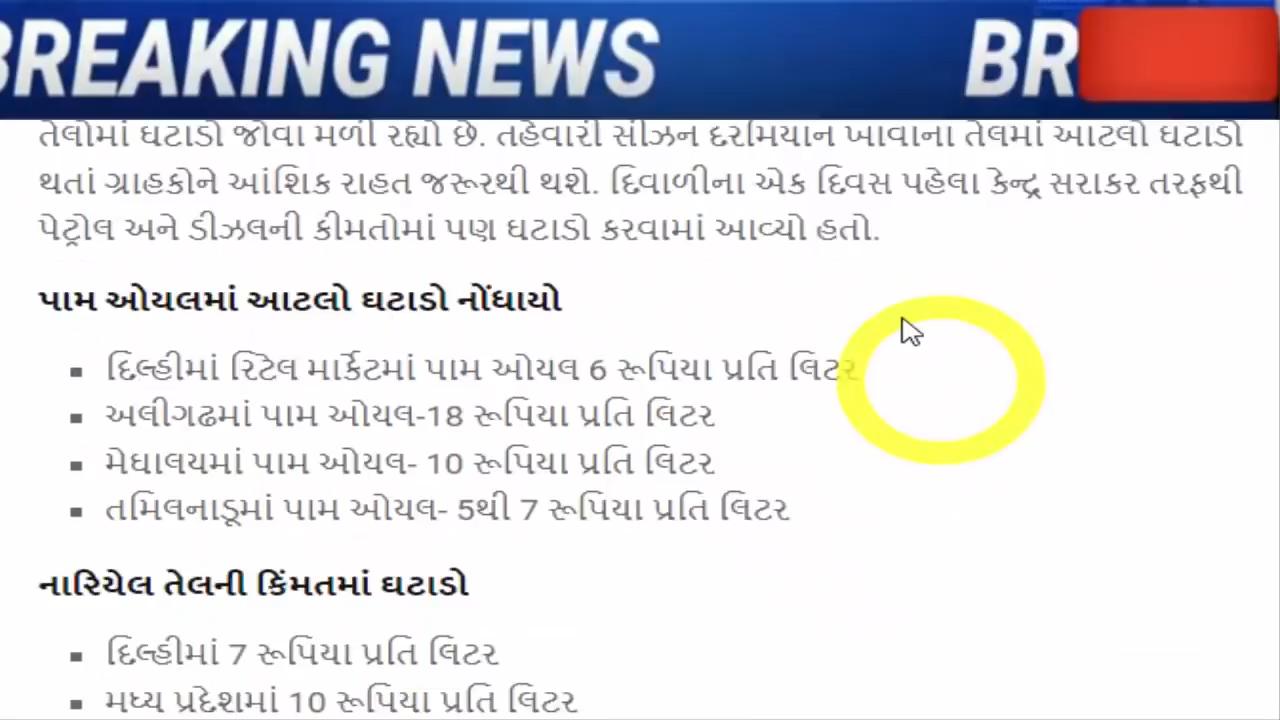 BREAKING NEWS BR
તેલોમાં ઘટાડો જોવા મળી રહ્યો છે. તહેવારી સીઝન દરમિયાન ખાવાના તેલમાં આટલો ઘટાડો
થતાં ગ્રાહકોને આંશિક રાહત જરૂરથી થશે. દિવાળીના એક દિવસ પહેલા કેન્દ્ર સરાકર તરફથી
પેટ્રોલ અને ડીઝલની કીમતોમાં પણ ઘટાડો કરવામાં આવ્યો હતો.
પામ ઓયલમાં આટલો ઘટાડો નોંધાયો
▪ દિલ્હીમાં રિટેલ માર્કેટમાં પામ ઓયલ 6 રૂપિયા પ્રતિ લિટર
▪ અલીગઢમાં પામ ઓયલ-18 રૂપિયા પ્રતિ લિટર
▪ મેઘાલયમાં પામ ઓયલ- 10 રૂપિયા પ્રતિ લિટર
▪ તમિલનાડૂમાં પામ ઓયલ- 5થી 7 રૂપિયા પ્રતિ લિટર
નારિયેલ તેલની કિંમતમાં ઘટાડો
▪ દિલ્હીમાં 7 રૂપિયા પ્રતિ લિટર
▪ મધ્ય પ્રદેશમાં 10 રૂપિયા પ્રતિ લિટર